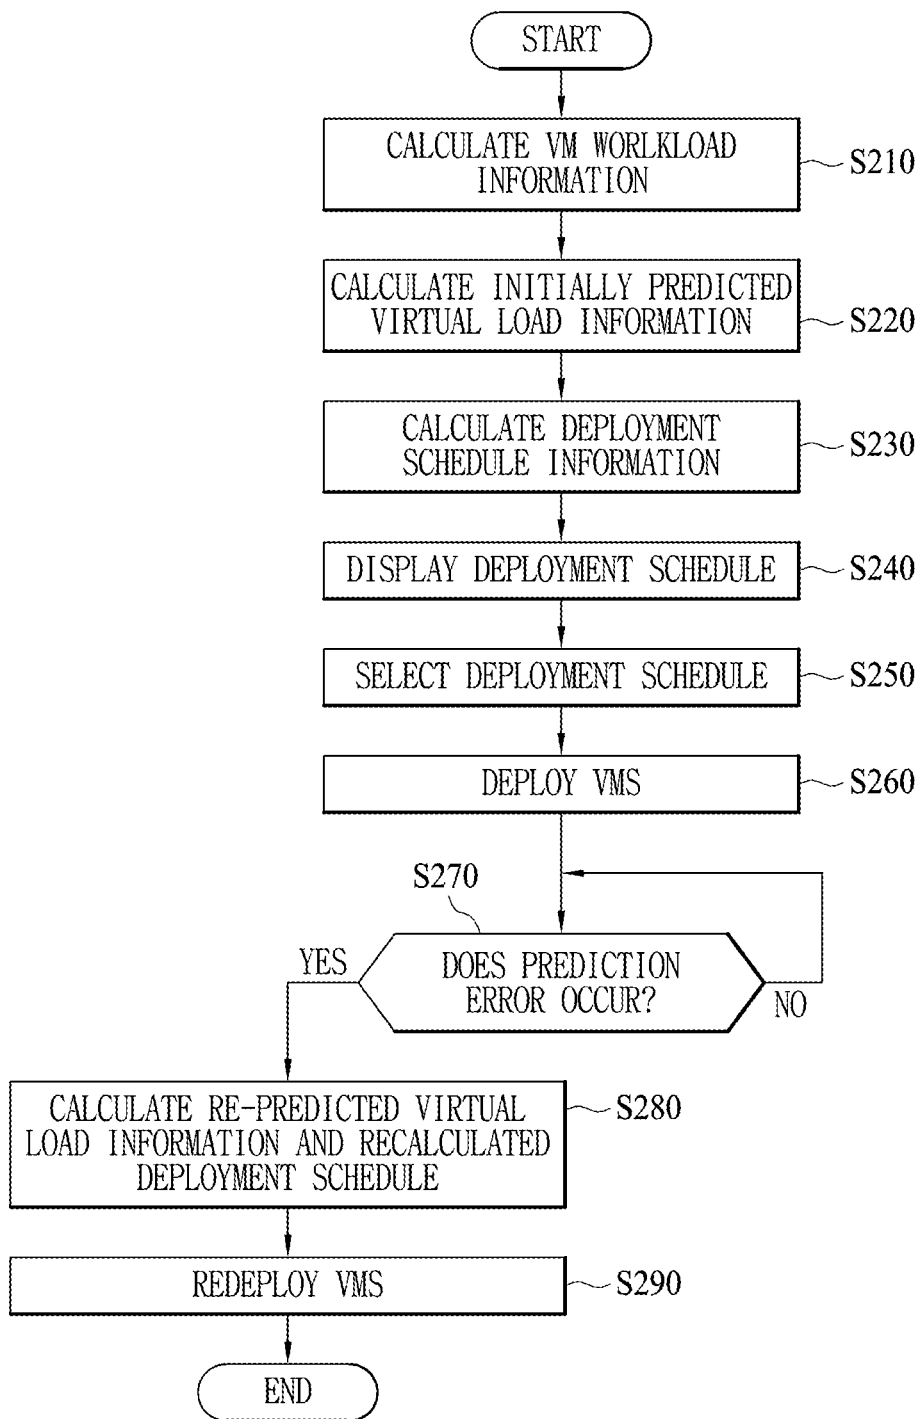 START
CALCULATE VM WORLKLOAD
INFORMATION
S210
CALCULATE INITIALLY PREDICTED
VIRTUAL LOAD INFORMATION
S220
CALCULATE DEPLOYMENT
SCHEDULE INFORMATION
S230
DISPLAY DEPLOYMENT SCHEDULE
S240
SELECT DEPLOYMENT SCHEDULE
S250
DEPLOY VMS
S260
S270
DOES PREDICTION
ERROR OCCUR?
YES
NO
CALCULATE RE-PREDICTED VIRTUAL
LOAD INFORMATION AND RECALCULATED
DEPLOYMENT SCHEDULE
S280
REDEPLOY VMS
S290
END